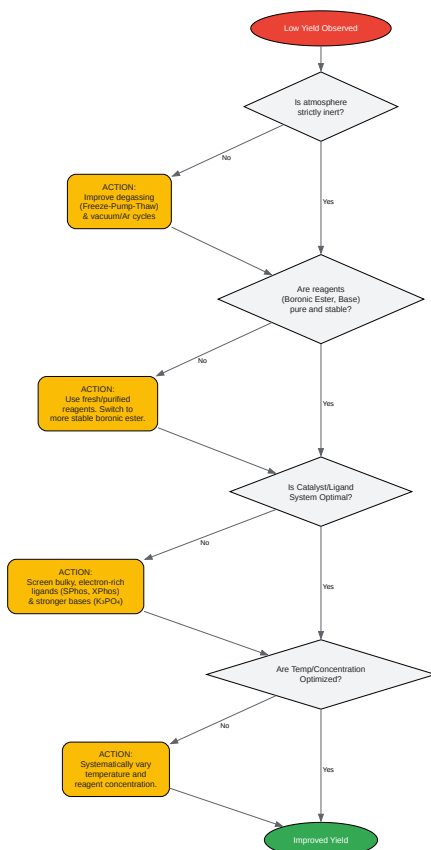 Low Yield Observed
Is atmosphere
strictly inert?
No
Yes
ACTION:
Improve degassing
(Freeze-Pump-Thaw)
& vacuum/Ar cycles
Are reagents
(Boronic Ester, Base)
pure and stable?
No
Yes
ACTION:
Use fresh/purified
reagents. Switch to
more stable boronic ester.
Is Catalyst/Ligand
System Optimal?
No
Yes
ACTION:
Screen bulky, electron-rich
ligands (SPhos, XPhos)
& stronger bases (K₃PO₄)
Are Temp/Concentration
Optimized?
No
Yes
ACTION:
Systematically vary
temperature and
reagent concentration.
Improved Yield